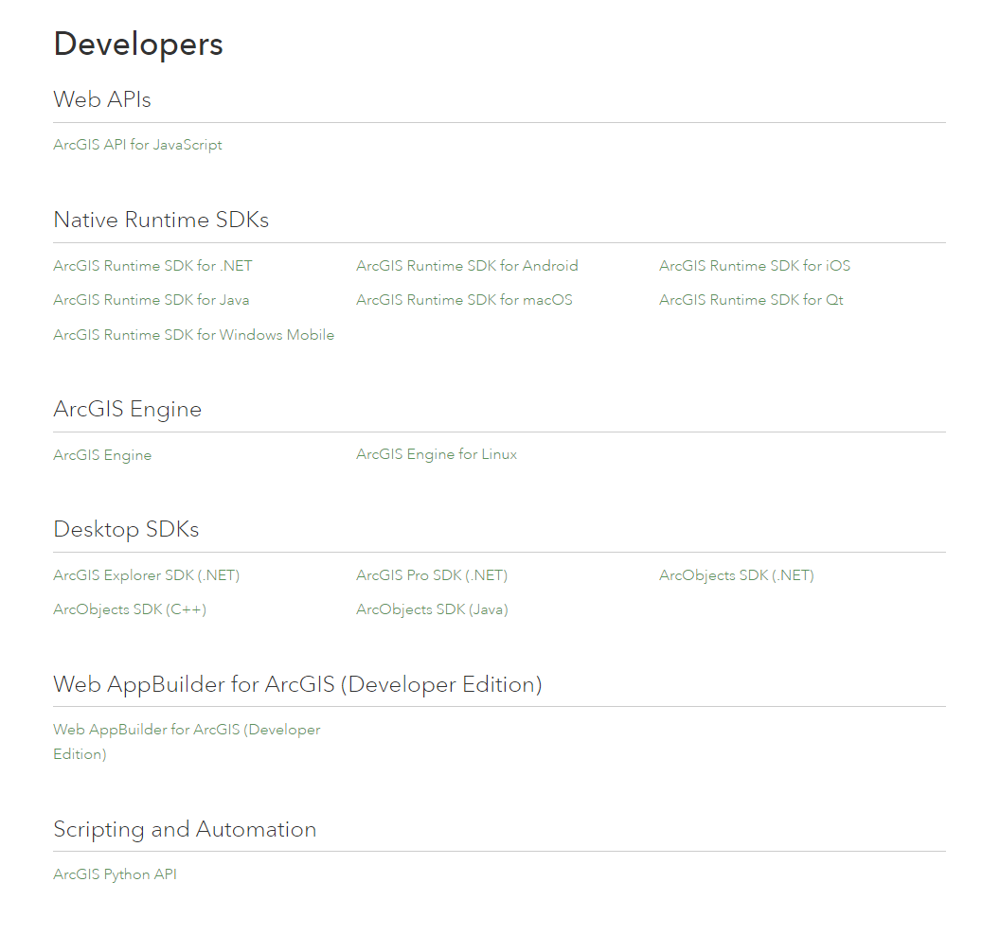 Developers
Web APIs
ArcGIS API for JavaScript
Native Runtime SDKs
ArcGIS Runtime SDK for .NET
ArcGIS Runtime SDK for Android
ArcGIS Runtime SDK for iOS
ArcGIS Runtime SDK for Java
ArcGIS Runtime SDK for macOS
ArcGIS Runtime SDK for Qt
ArcGIS Runtime SDK for Windows Mobile
ArcGIS Engine
ArcGIS Engine
ArcGIS Engine for Linux
Desktop SDKs
ArcGIS Explorer SDK (.NET)
ArcGIS Pro SDK (.NET)
ArcObjects SDK (.NET)
ArcObjects SDK (C++)
ArcObjects SDK (Java)
Web AppBuilder for ArcGIS (Developer Edition)
Web AppBuilder for ArcGIS (Developer
Edition)
Scripting and Automation
ArcGIS Python API